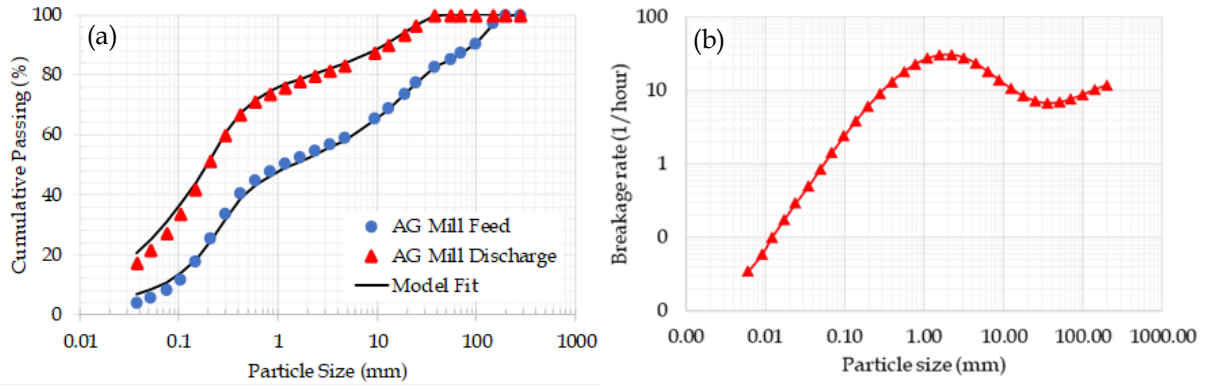 (a)
Cumulative Passing (%)
100
80
60
40
20
0
AG Mill Feed
AG Mill Discharge
Model Fit
0.01 0.1 1 10 100 1000
Particle Size (mm)
(b)
Breakage rate (1/hour)
100
10
1
0
0
0.00 0.01 0.10 1.00 10.00 100.00 1000.00
Particle size (mm)